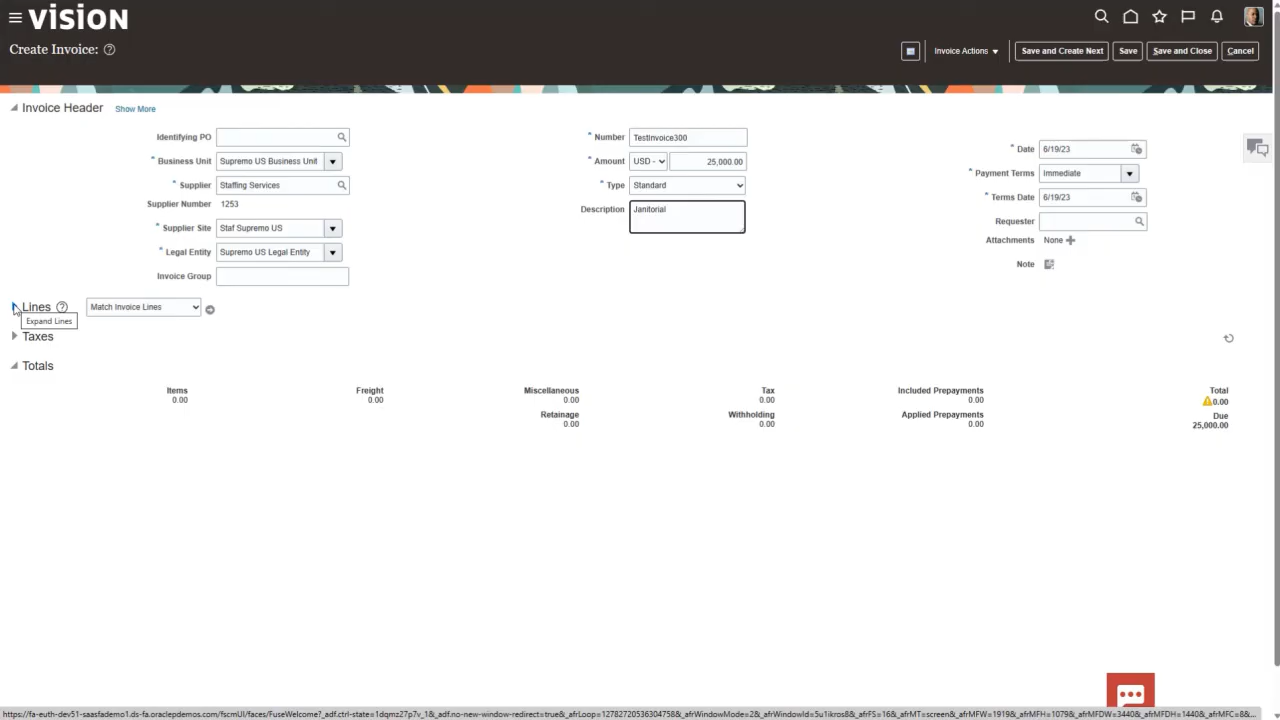 vision
Create Invoice:
Invoice Actions
Save and Create Next
Save
Save and Close
Cancel
Invoice Header
Show More
Identifying PO
* Business Unit Supremo US Business Unit
* Supplier Staffing Services
Supplier Number 1253
* Supplier Site Staf Supremo US
* Legal Entity Supremo US Legal Entity
Invoice Group
* Number TestInvoice300
* Amount USD - 25,000.00
* Type Standard
Description Janitorial
* Date 6/19/23
* Payment Terms Immediate
* Terms Date 6/19/23
Requester
Attachments None
Note
Lines Match Invoice Lines
Expand Lines
Taxes
Totals
Items Freight Miscellaneous Tax Included Prepayments Total
0.00 0.00 0.00 0.00 0.00 0.00
Retainage Withholding Applied Prepayments Due
0.00 0.00 0.00 25,000.00